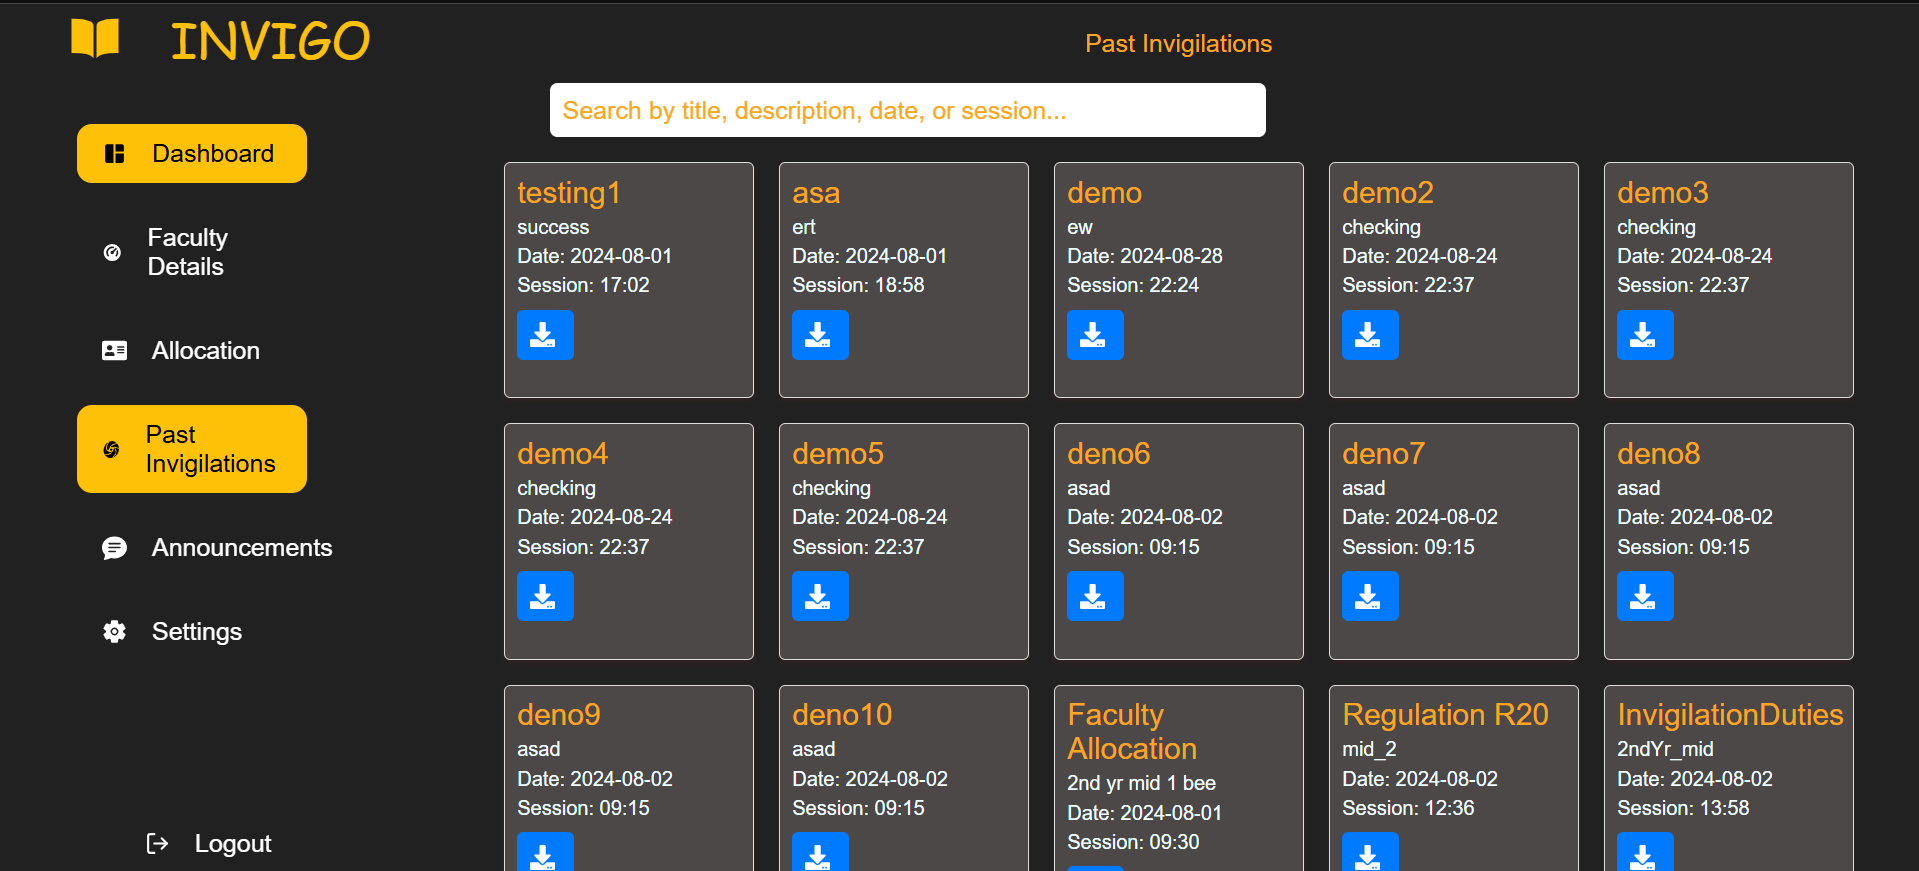 INVIGO
Past Invigilations
Search by title, description, date, or session...
Dashboard
Faculty
Details
Allocation
Past
Invigilations
Announcements
Settings
Logout
testing1
success
Date: 2024-08-01
Session: 17:02
asa
ert
Date: 2024-08-01
Session: 18:58
demo
ew
Date: 2024-08-28
Session: 22:24
demo2
checking
Date: 2024-08-24
Session: 22:37
demo3
checking
Date: 2024-08-24
Session: 22:37
demo4
checking
Date: 2024-08-24
Session: 22:37
demo5
checking
Date: 2024-08-24
Session: 22:37
deno6
asad
Date: 2024-08-02
Session: 09:15
deno7
asad
Date: 2024-08-02
Session: 09:15
deno8
asad
Date: 2024-08-02
Session: 09:15
deno9
asad
Date: 2024-08-02
Session: 09:15
deno10
asad
Date: 2024-08-02
Session: 09:15
Faculty
Allocation
2nd yr mid 1 bee
Date: 2024-08-01
Session: 09:30
Regulation R20
mid_2
Date: 2024-08-02
Session: 12:36
InvigilationDuties
2ndYr_mid
Date: 2024-08-02
Session: 13:58